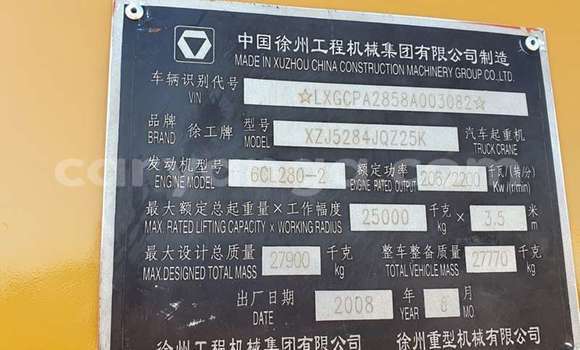 中国徐州工程机械集团有限公司制造
MADE IN XUZHOU CHINA CONSTRUCTION MACHINERY GROUP CO.,LTD.
车辆识别代号 VIN ☆LXGCPA2858A003082☆
品牌 BRAND 徐工牌 型号 MODEL XZJ5284JQZ25K 汽车起重机 TRUCK CRANE
发动机型号 ENGINE MODEL 6CL280-2 额定功率 ENGINE RATED OUTPUT 206/2200 千瓦/(转/分) Kw/(r/min)
最大额定总起重量×工作幅度 MAX. RATED LIFTING CAPACITY × WORKING RADIUS 25000 千克 kg × 3.5 米 m
最大设计总质量 MAX.DESIGNED TOTAL MASS 27900 千克 kg 整车整备质量 TOTAL VEHICLE MASS 27770 千克 kg
出厂日期 DATE 2008 年 YEAR 8 月 MO.
徐州工程机械集团有限公司 徐州重型机械有限公司